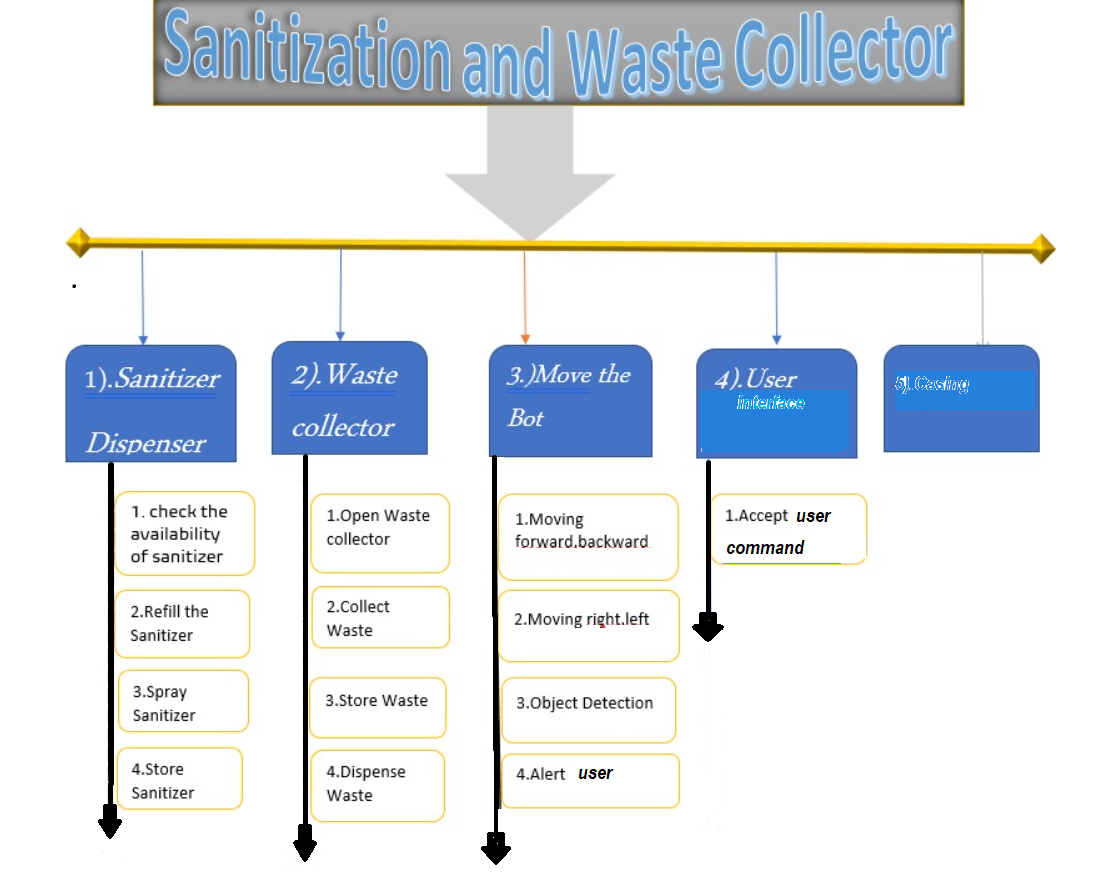 Sanitization and Waste Collector
1).Sanitizer
Dispenser
2).Waste
collector
3.)Move the
Bot
4).User
interface
5).Casing
1. check the
availability
of sanitizer
2.Refill the
Sanitizer
3.Spray
Sanitizer
4.Store
Sanitizer
1.Open Waste
collector
2.Collect
Waste
3.Store Waste
4.Dispense
Waste
1.Moving
forward.backward
2.Moving right.left
3.Object Detection
4.Alert user
1.Accept user
command